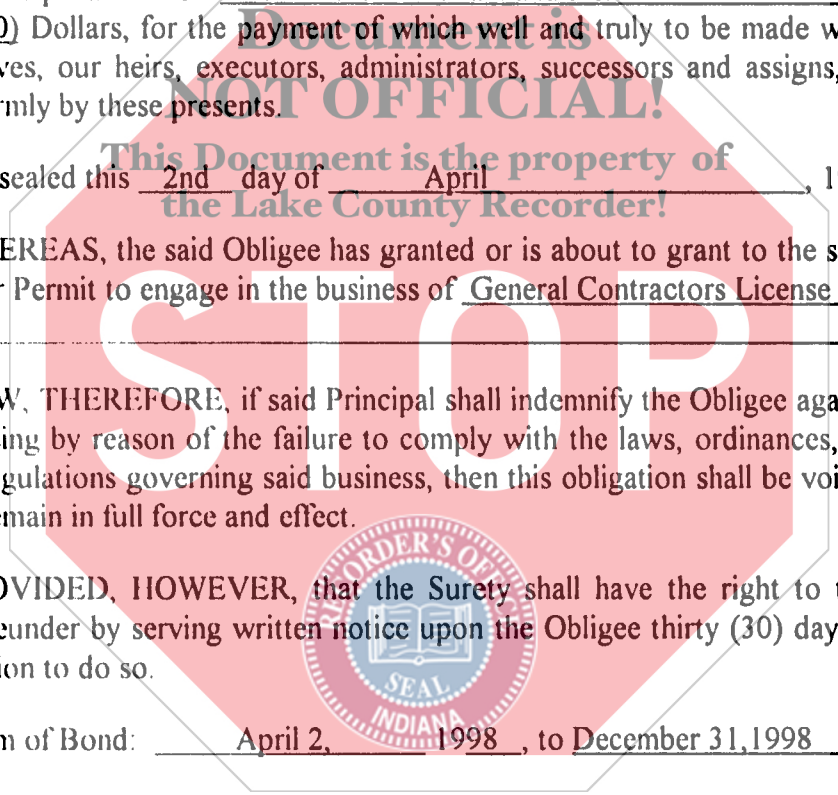 0) Dollars, for the payment of which well and truly to be made w
Document is
ves, our heirs, executors, administrators, successors and assigns,
NOT OFFICIAL!
rmly by these presents.
This Document is the property of
sealed this 2nd day of April , 1
the Lake County Recorder!
EREAS, the said Obligee has granted or is about to grant to the s
r Permit to engage in the business of General Contractors License
STOP
W, THEREFORE, if said Principal shall indemnify the Obligee aga
ing by reason of the failure to comply with the laws, ordinances,
gulations governing said business, then this obligation shall be voi
emain in full force and effect.
RECORDER'S OFFICE
OVIDED, HOWEVER, that the Surety shall have the right to t
eunder by serving written notice upon the Obligee thirty (30) day
ion to do so.
SEAL
INDIANA
m of Bond: April 2, 1998 , to December 31,1998